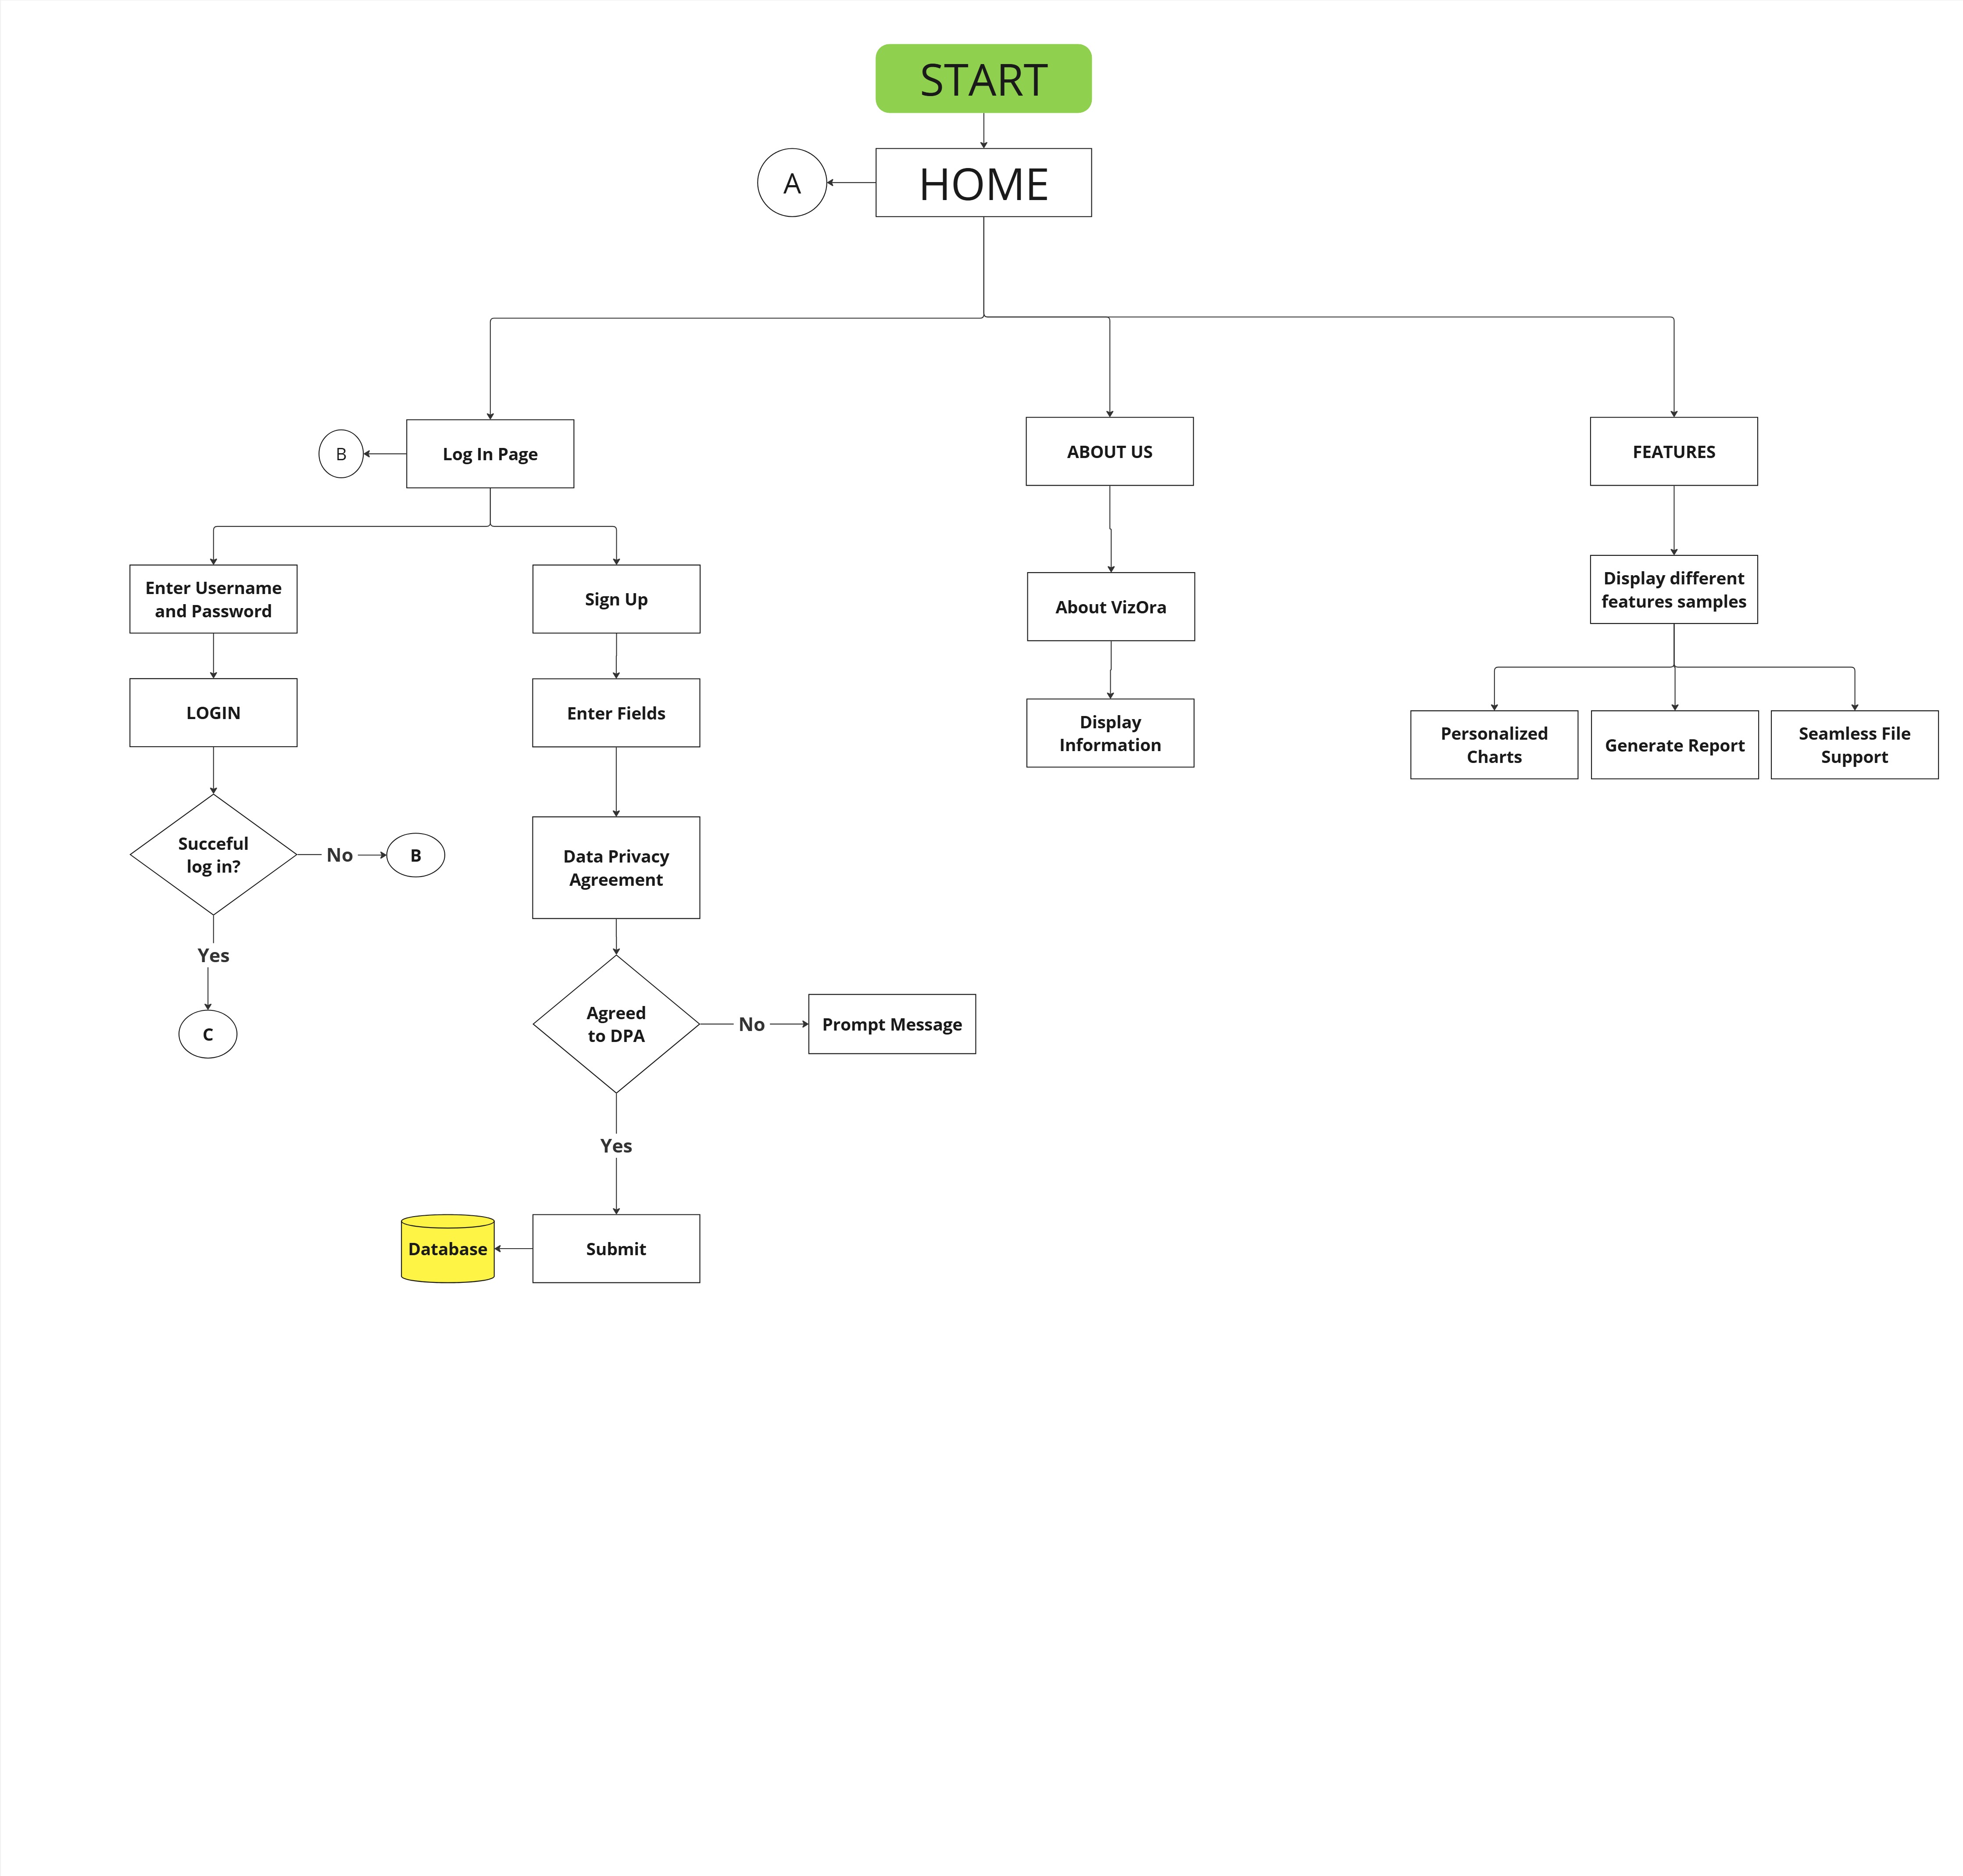 START
A
HOME
B
Log In Page
ABOUT US
FEATURES
Enter Username
and Password
Sign Up
About VizOra
Display different
features samples
LOGIN
Enter Fields
Display
Information
Personalized
Charts
Generate Report
Seamless File
Support
Succeful
log in?
No
B
Data Privacy
Agreement
Yes
C
Agreed
to DPA
No
Prompt Message
Yes
Database
Submit